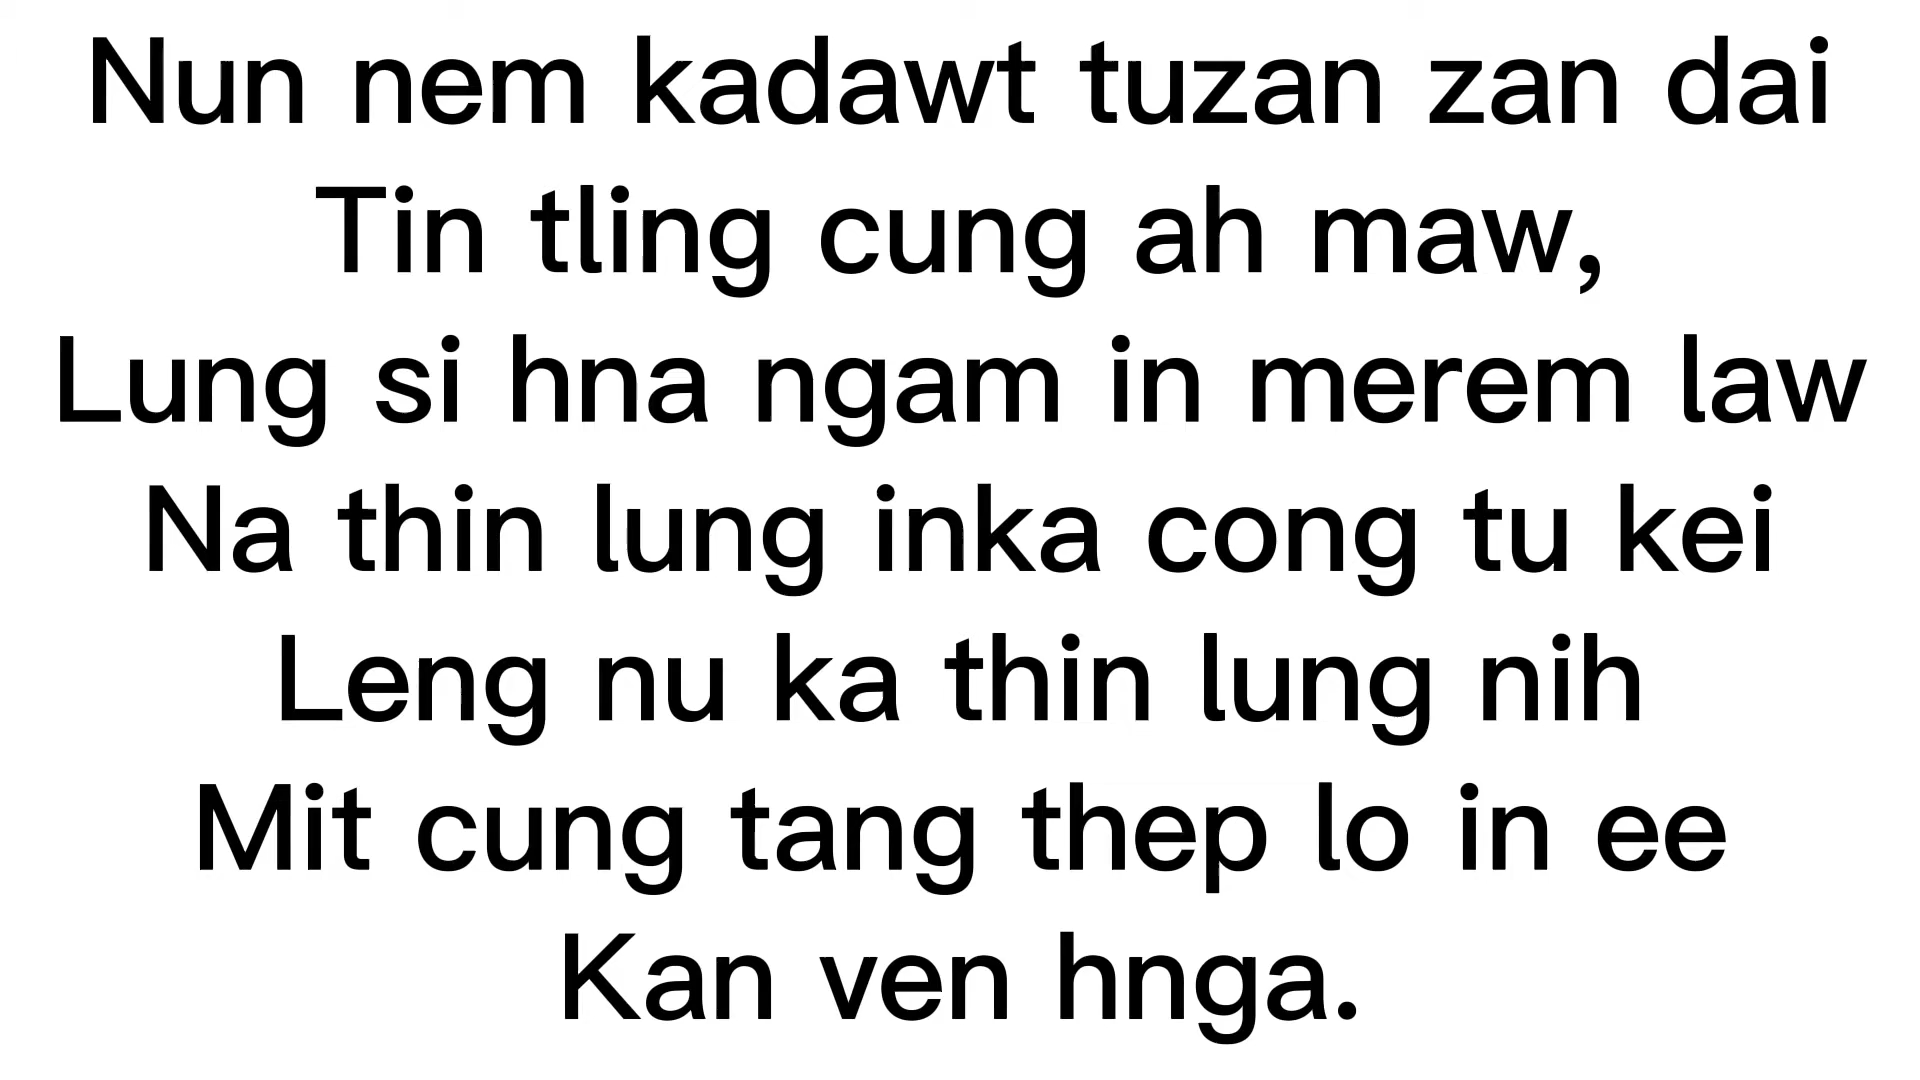 Nun nem kadawt tuzan zan dai
Tin tling cung ah maw,
Lung si hna ngam in merem law
Na thin lung inka cong tu kei
Leng nu ka thin lung nih
Mit cung tang thep lo in ee
Kan ven hnga.